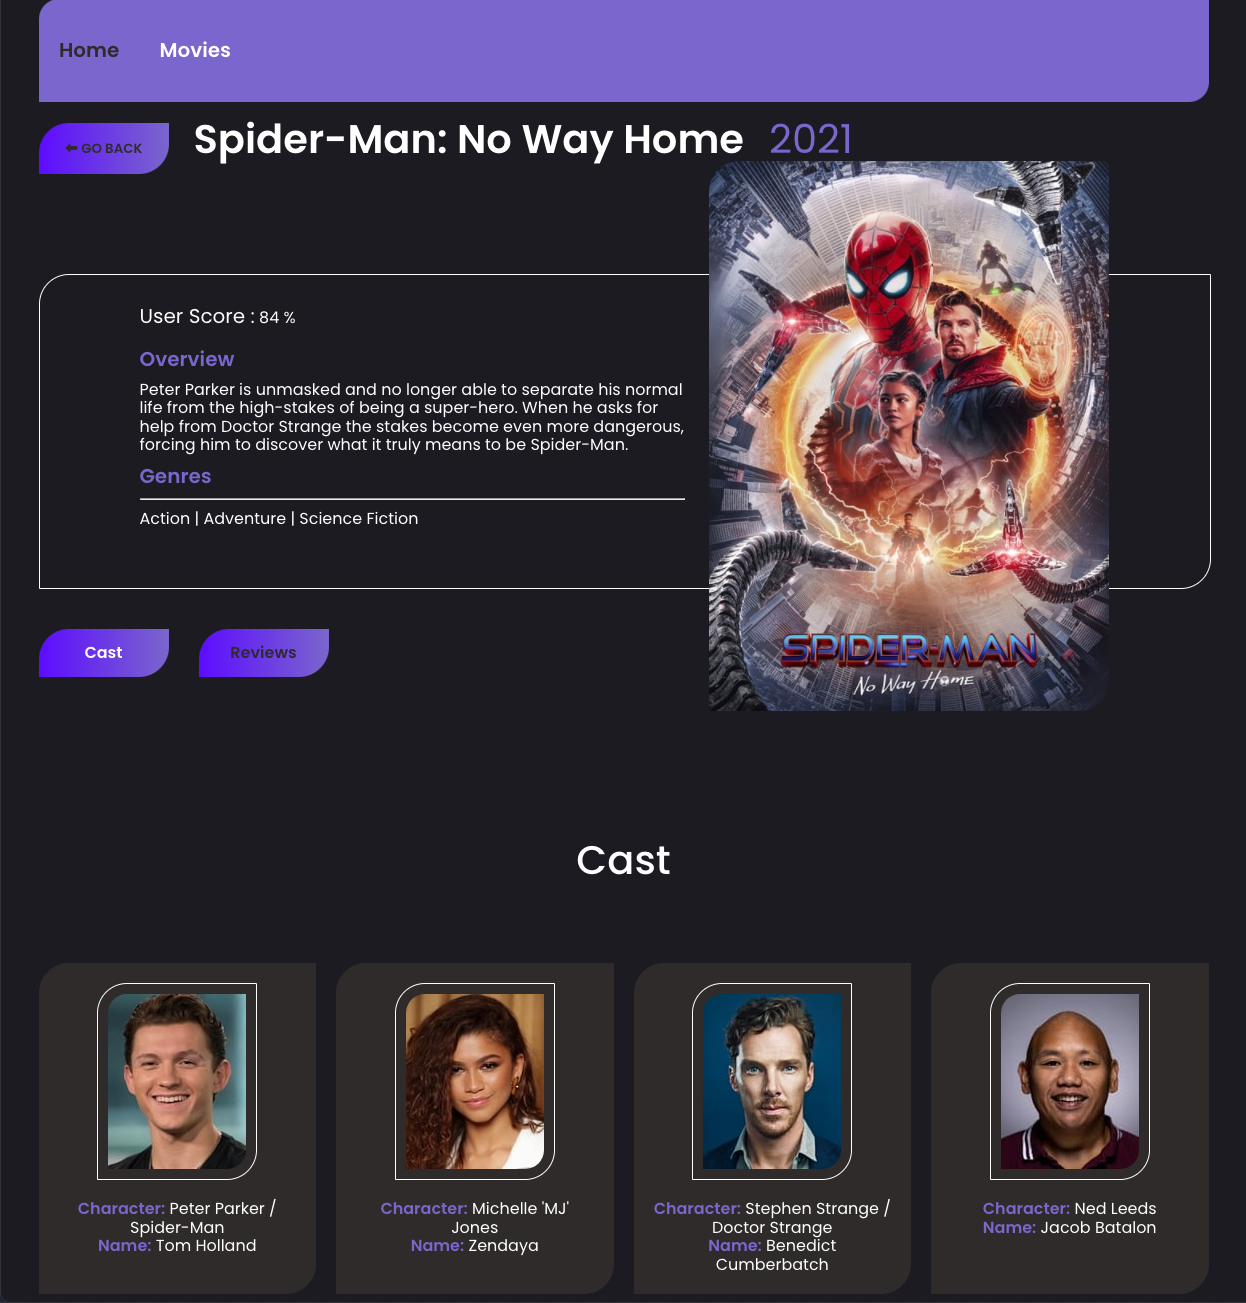 Home Movies
⬅ GO BACK
Spider-Man: No Way Home 2021
User Score : 84 %
Overview
Peter Parker is unmasked and no longer able to separate his normal
life from the high-stakes of being a super-hero. When he asks for
help from Doctor Strange the stakes become even more dangerous,
forcing him to discover what it truly means to be Spider-Man.
Genres
Action | Adventure | Science Fiction
SPIDER-MAN
No Way Home
Cast
Reviews
Cast
Character: Peter Parker /
Spider-Man
Name: Tom Holland
Character: Michelle 'MJ'
Jones
Name: Zendaya
Character: Stephen Strange /
Doctor Strange
Name: Benedict
Cumberbatch
Character: Ned Leeds
Name: Jacob Batalon